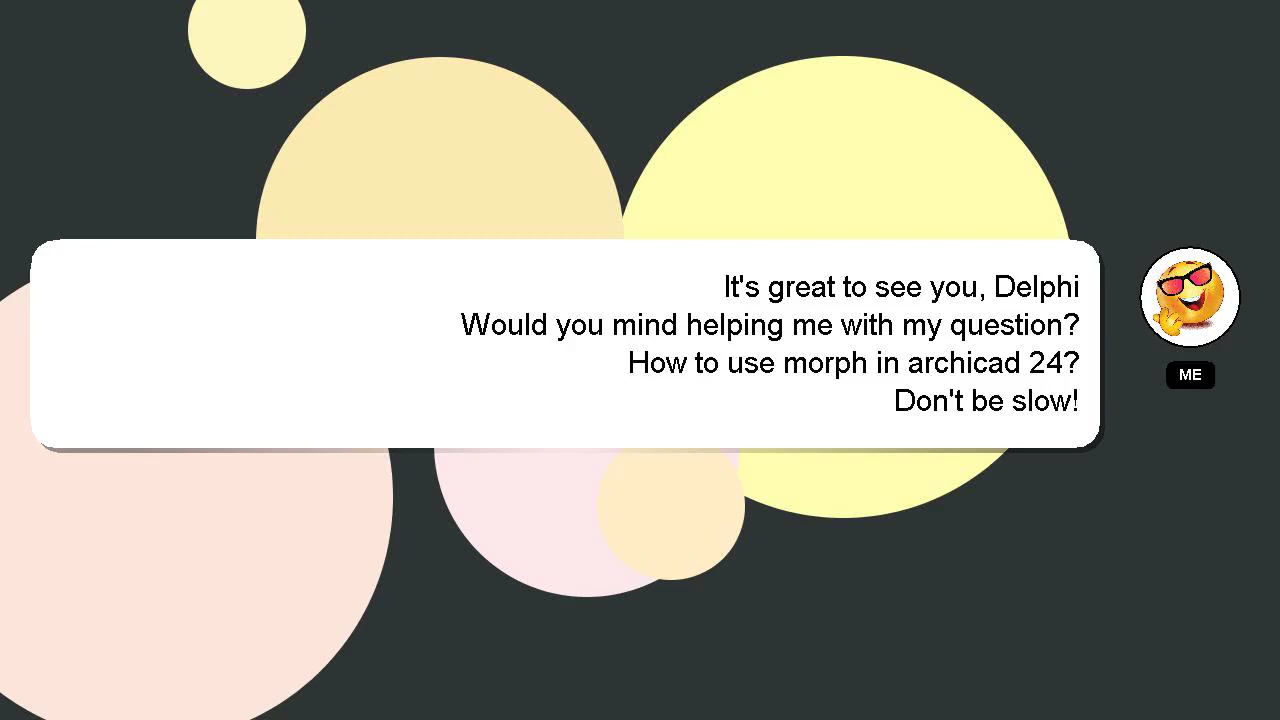 It's great to see you, Delphi
Would you mind helping me with my question?
How to use morph in archicad 24?
Don't be slow!
ME